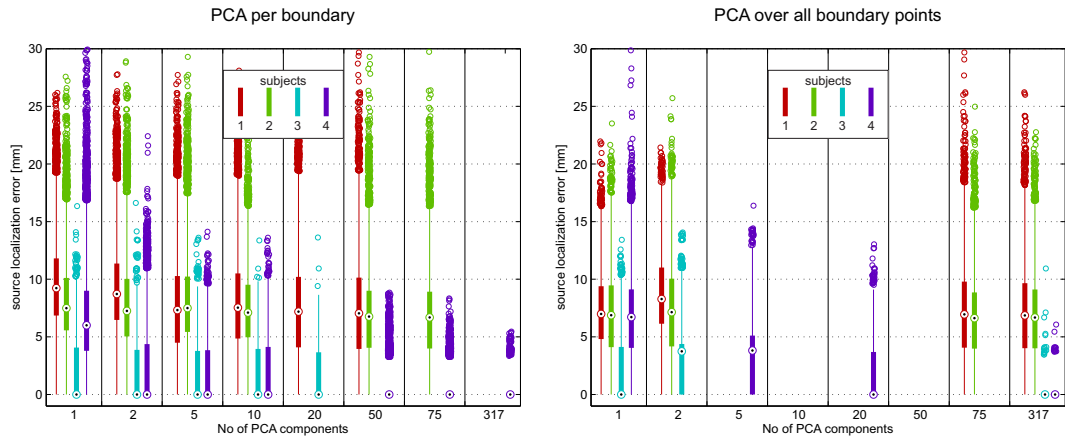 PCA per boundary
source localization error [mm]
30
25
20
15
10
5
0
subjects
1 2 3 4
1 2 5 10 20 50 75 317
No of PCA components
PCA over all boundary points
source localization error [mm]
30
25
20
15
10
5
0
subjects
1 2 3 4
1 2 5 10 20 50 75 317
No of PCA components